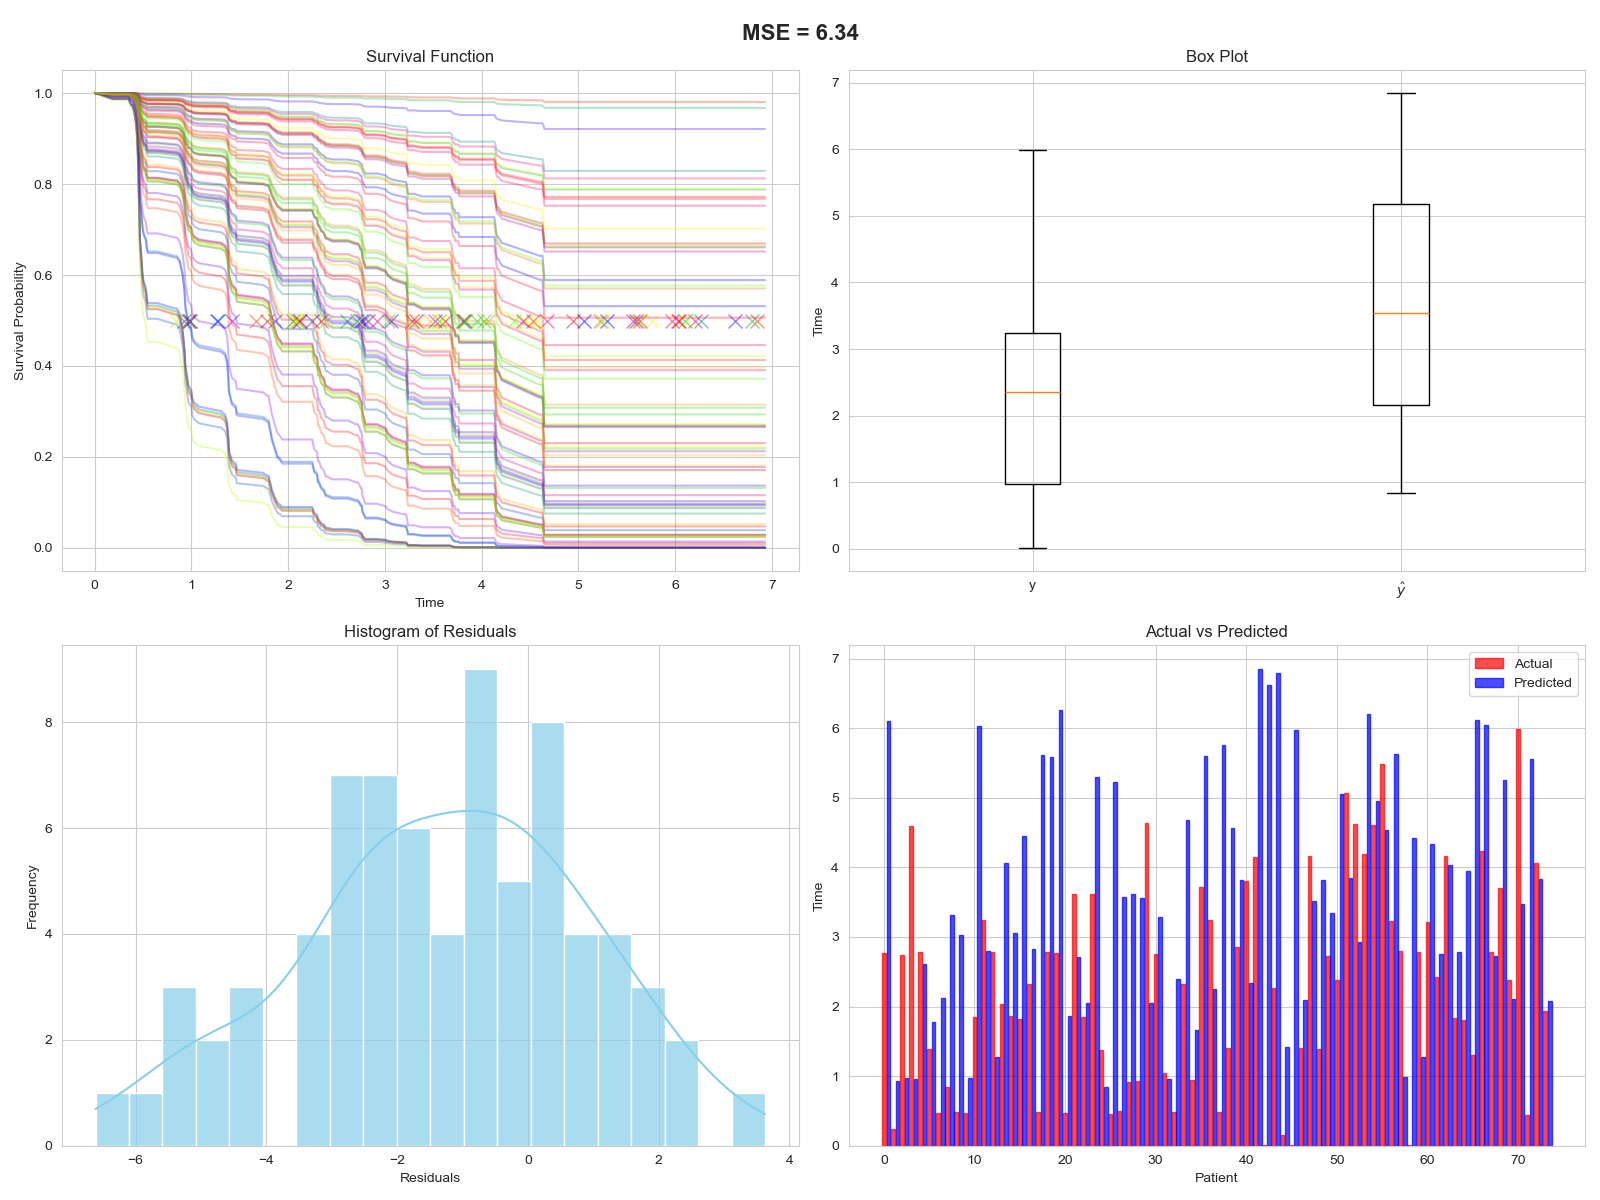 MSE = 6.34
Survival Function
Survival Probability
1.0
0.8
0.6
0.4
0.2
0.0
0 1 2 3 4 5 6 7
Time
Box Plot
Time
7
6
5
4
3
2
1
0
y ŷ
Histogram of Residuals
Frequency
8
6
4
2
0
−6 −4 −2 0 2 4
Residuals
Actual vs Predicted
Actual
Predicted
Time
7
6
5
4
3
2
1
0
0 10 20 30 40 50 60 70
Patient